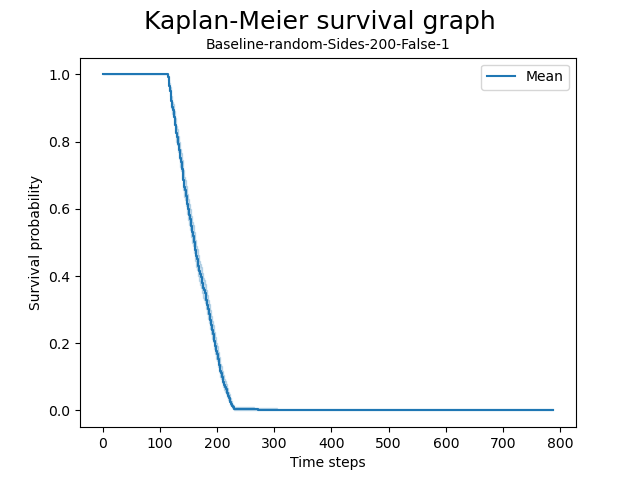 Kaplan-Meier survival graph
Baseline-random-Sides-200-False-1
Mean
Survival probability
1.0
0.8
0.6
0.4
0.2
0.0
0 100 200 300 400 500 600 700 800
Time steps